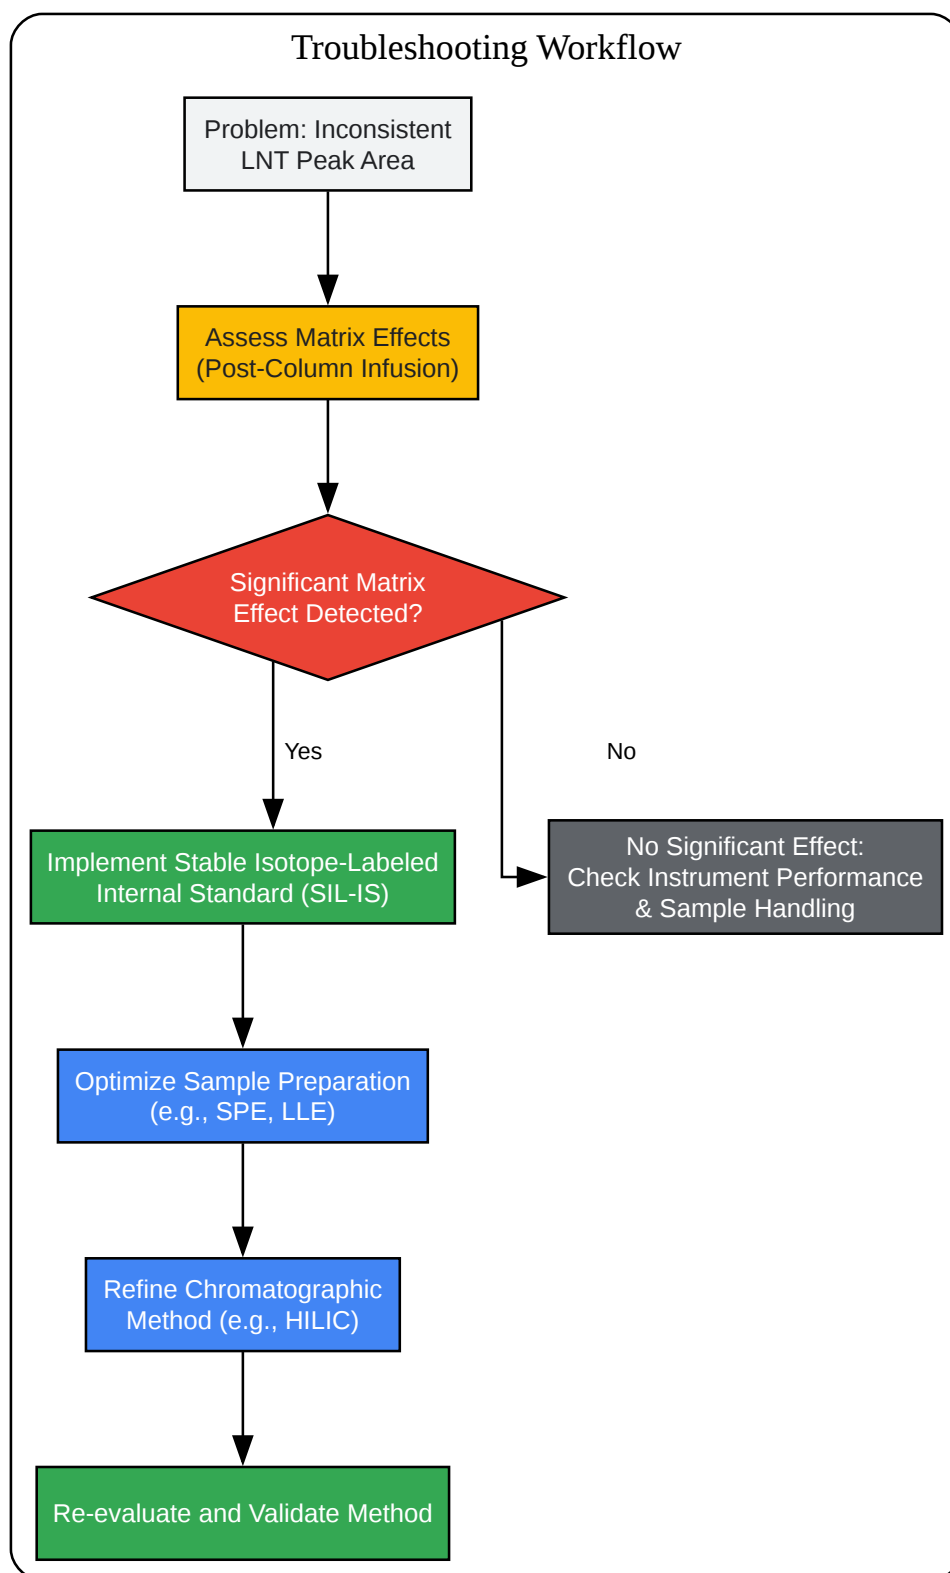 Troubleshooting Workflow
Problem: Inconsistent
LNT Peak Area
Assess Matrix Effects
(Post-Column Infusion)
Significant Matrix
Effect Detected?
Yes
No
Implement Stable Isotope-Labeled
Internal Standard (SIL-IS)
No Significant Effect:
Check Instrument Performance
& Sample Handling
Optimize Sample Preparation
(e.g., SPE, LLE)
Refine Chromatographic
Method (e.g., HILIC)
Re-evaluate and Validate Method